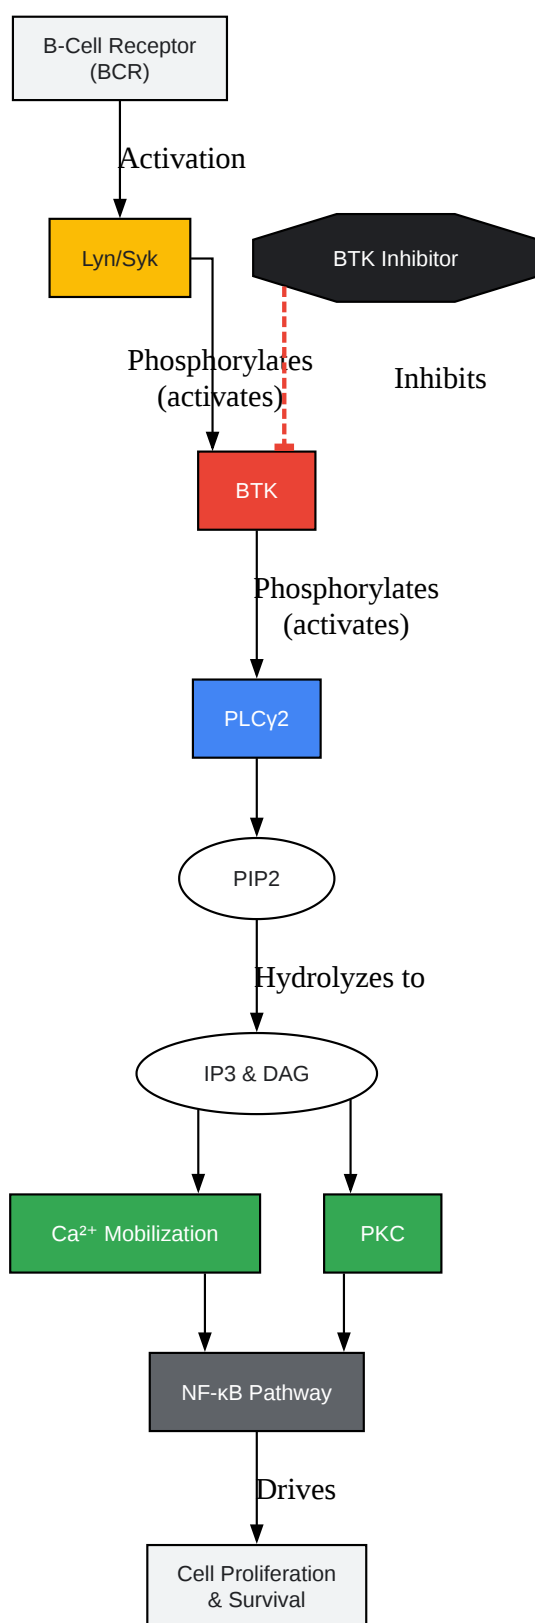 B-Cell Receptor
(BCR)
Activation
Lyn/Syk
BTK Inhibitor
Phosphorylates
(activates)
Inhibits
BTK
Phosphorylates
(activates)
PLCγ2
PIP2
Hydrolyzes to
IP3 & DAG
Ca²⁺ Mobilization
PKC
NF-κB Pathway
Drives
Cell Proliferation
& Survival